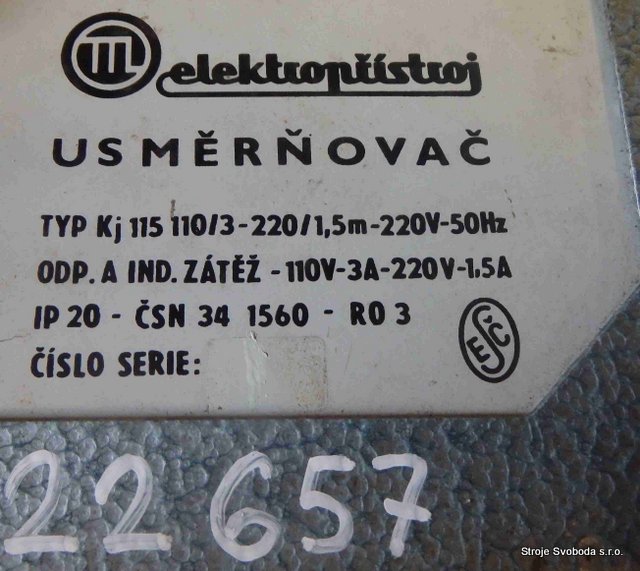 elektropřístroj
USMĚRŇOVAČ
TYP Kj 115 110/3-220/1,5m-220V-50Hz
ODP. A IND. ZÁTĚŽ - 110V-3A-220V-1.5A
IP 20 - ČSN 34 1560 - RO 3
ČÍSLO SERIE:
ESČ
22 657
Stroje Svoboda s.r.o.